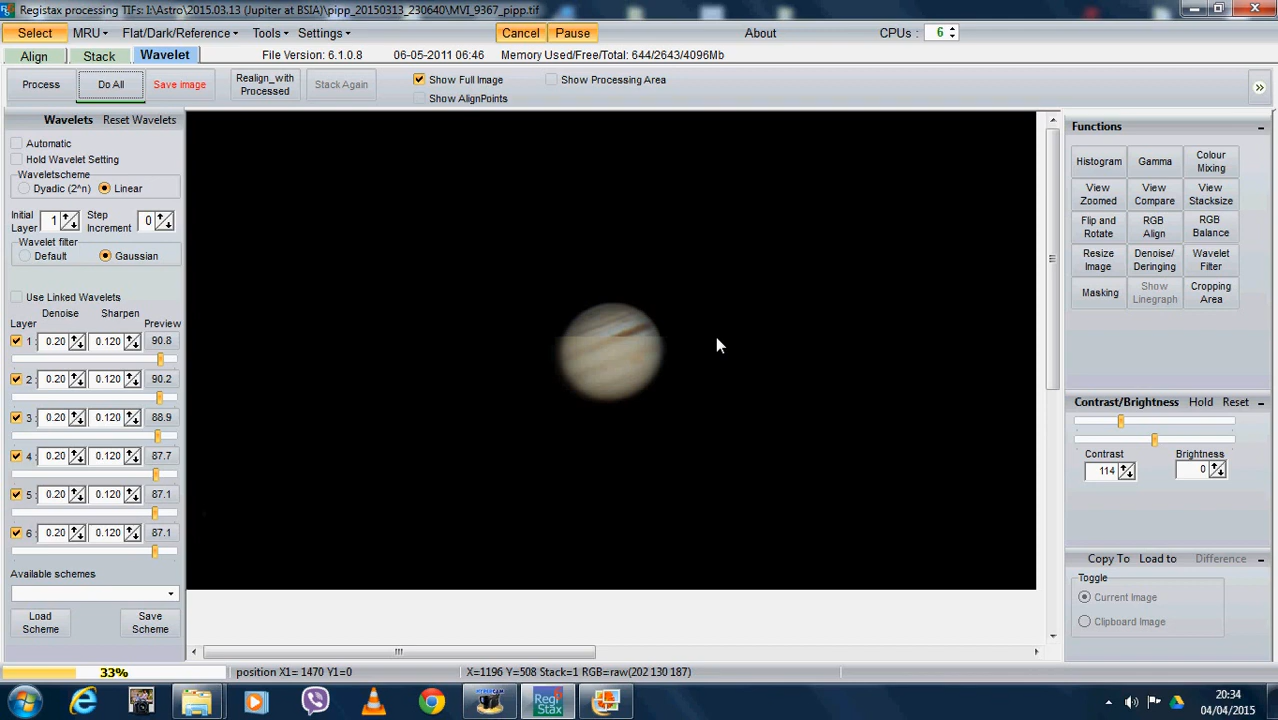 Registax processing TIFs: I:\Astro\2015.03.13 (Jupiter at BSIA)\pipp_20150313_230640\MVI_9367_pipp.tif
Select MRU Flat/Dark/Reference Tools Settings Cancel Pause About CPUs : 6
Align Stack Wavelet File Version: 6.1.0.8 06-05-2011 06:46 Memory Used/Free/Total: 644/2643/4096Mb
Process Do All Save image Realign_with Processed Stack Again Show Full Image Show Processing Area
Show AlignPoints
Wavelets Reset Wavelets
Automatic
Hold Wavelet Setting
Waveletscheme
Dyadic (2^n) Linear
Initial Layer 1 Step Increment 0
Wavelet filter
Default Gaussian
Use Linked Wavelets
Denoise Sharpen
Layer Preview
1 : 0.20 0.120 90.8
2 : 0.20 0.120 90.2
3 : 0.20 0.120 88.9
4 : 0.20 0.120 87.7
5 : 0.20 0.120 87.1
6 : 0.20 0.120 87.1
Available schemes
Load Scheme Save Scheme
Functions
Histogram Gamma Colour Mixing
View Zoomed View Compare View Stacksize
Flip and Rotate RGB Align RGB Balance
Resize Image Denoise/ Deringing Wavelet Filter
Masking Show Linegraph Cropping Area
Contrast/Brightness Hold Reset
Contrast Brightness
114 0
Copy To Load to Difference
Toggle
Current Image
Clipboard Image
33% position X1= 1470 Y1=0 X=1196 Y=508 Stack=1 RGB=raw(202 130 187)
HYPERCAM
Regi Stax
20:34
04/04/2015